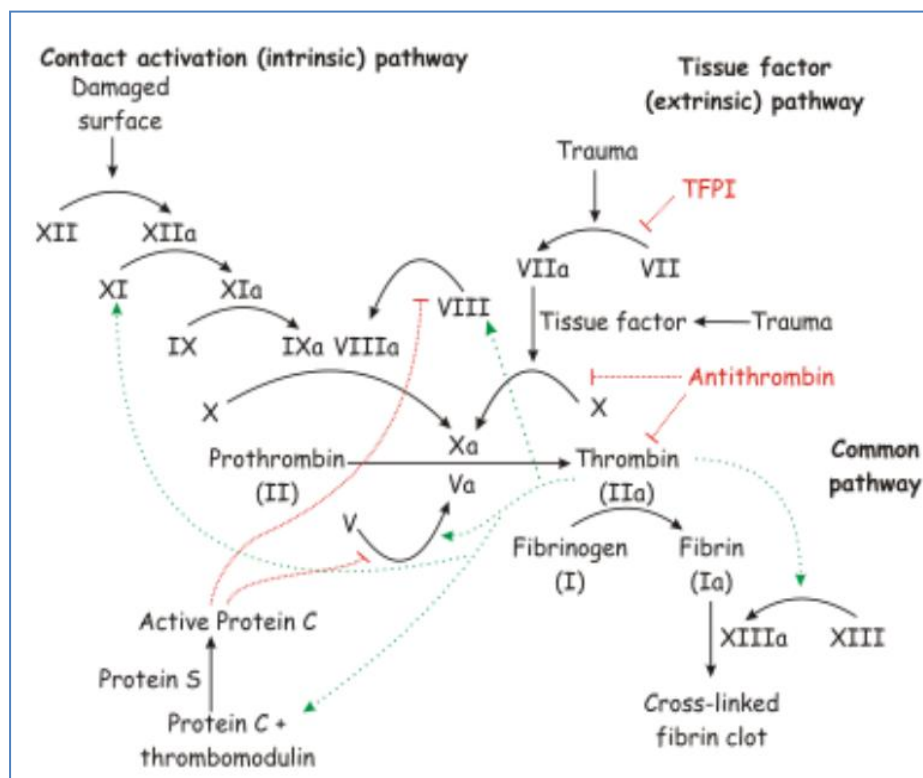 Contact activation (intrinsic) pathway
Damaged
surface
Tissue factor
(extrinsic) pathway
Trauma
TFPI
XII
XIIa
VIIa
VII
XI
XIa
VIII
Tissue factor
Trauma
IX
IXa
VIIIa
Antithrombin
X
X
Xa
Prothrombin
(II)
Thrombin
(IIa)
Common
pathway
Va
V
Fibrinogen
(I)
Fibrin
(Ia)
Active Protein C
XIIIa
XIII
Protein S
Protein C +
thrombomodulin
Cross-linked
fibrin clot